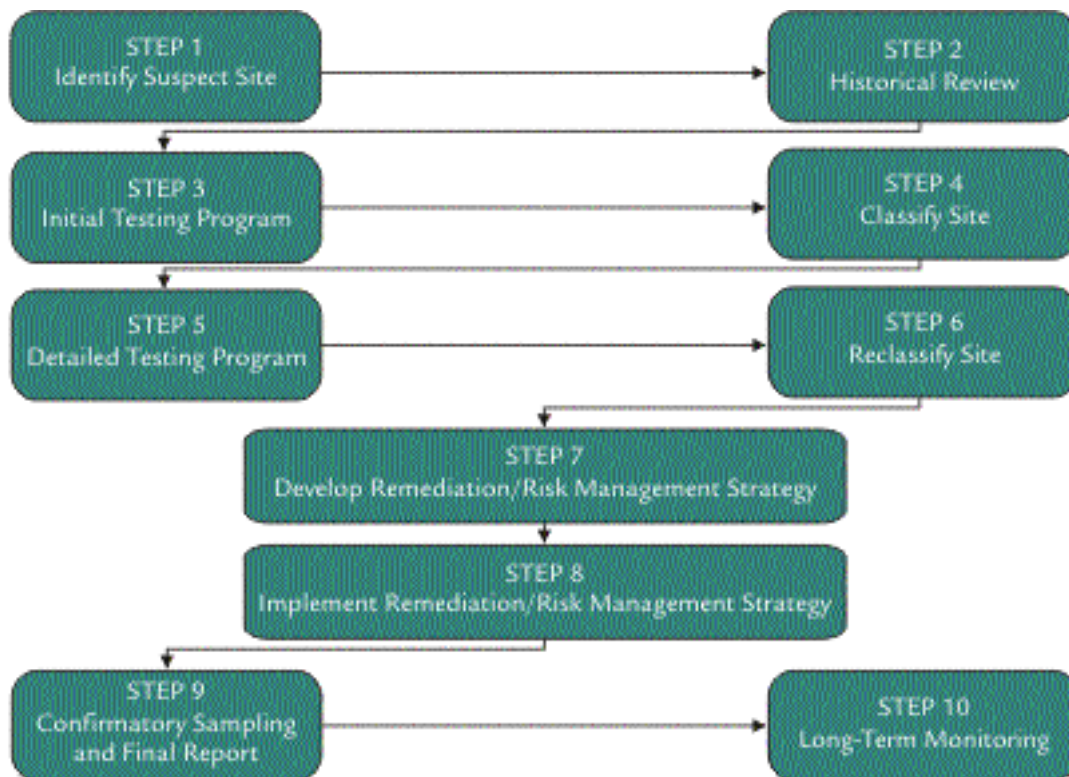 STEP 1
Identify Suspect Site
STEP 2
Historical Review
STEP 3
Initial Testing Program
STEP 4
Classify Site
STEP 5
Detailed Testing Program
STEP 6
Reclassify Site
STEP 7
Develop Remediation/Risk Management Strategy
STEP 8
Implement Remediation/Risk Management Strategy
STEP 9
Confirmatory Sampling
and Final Report
STEP 10
Long-Term Monitoring